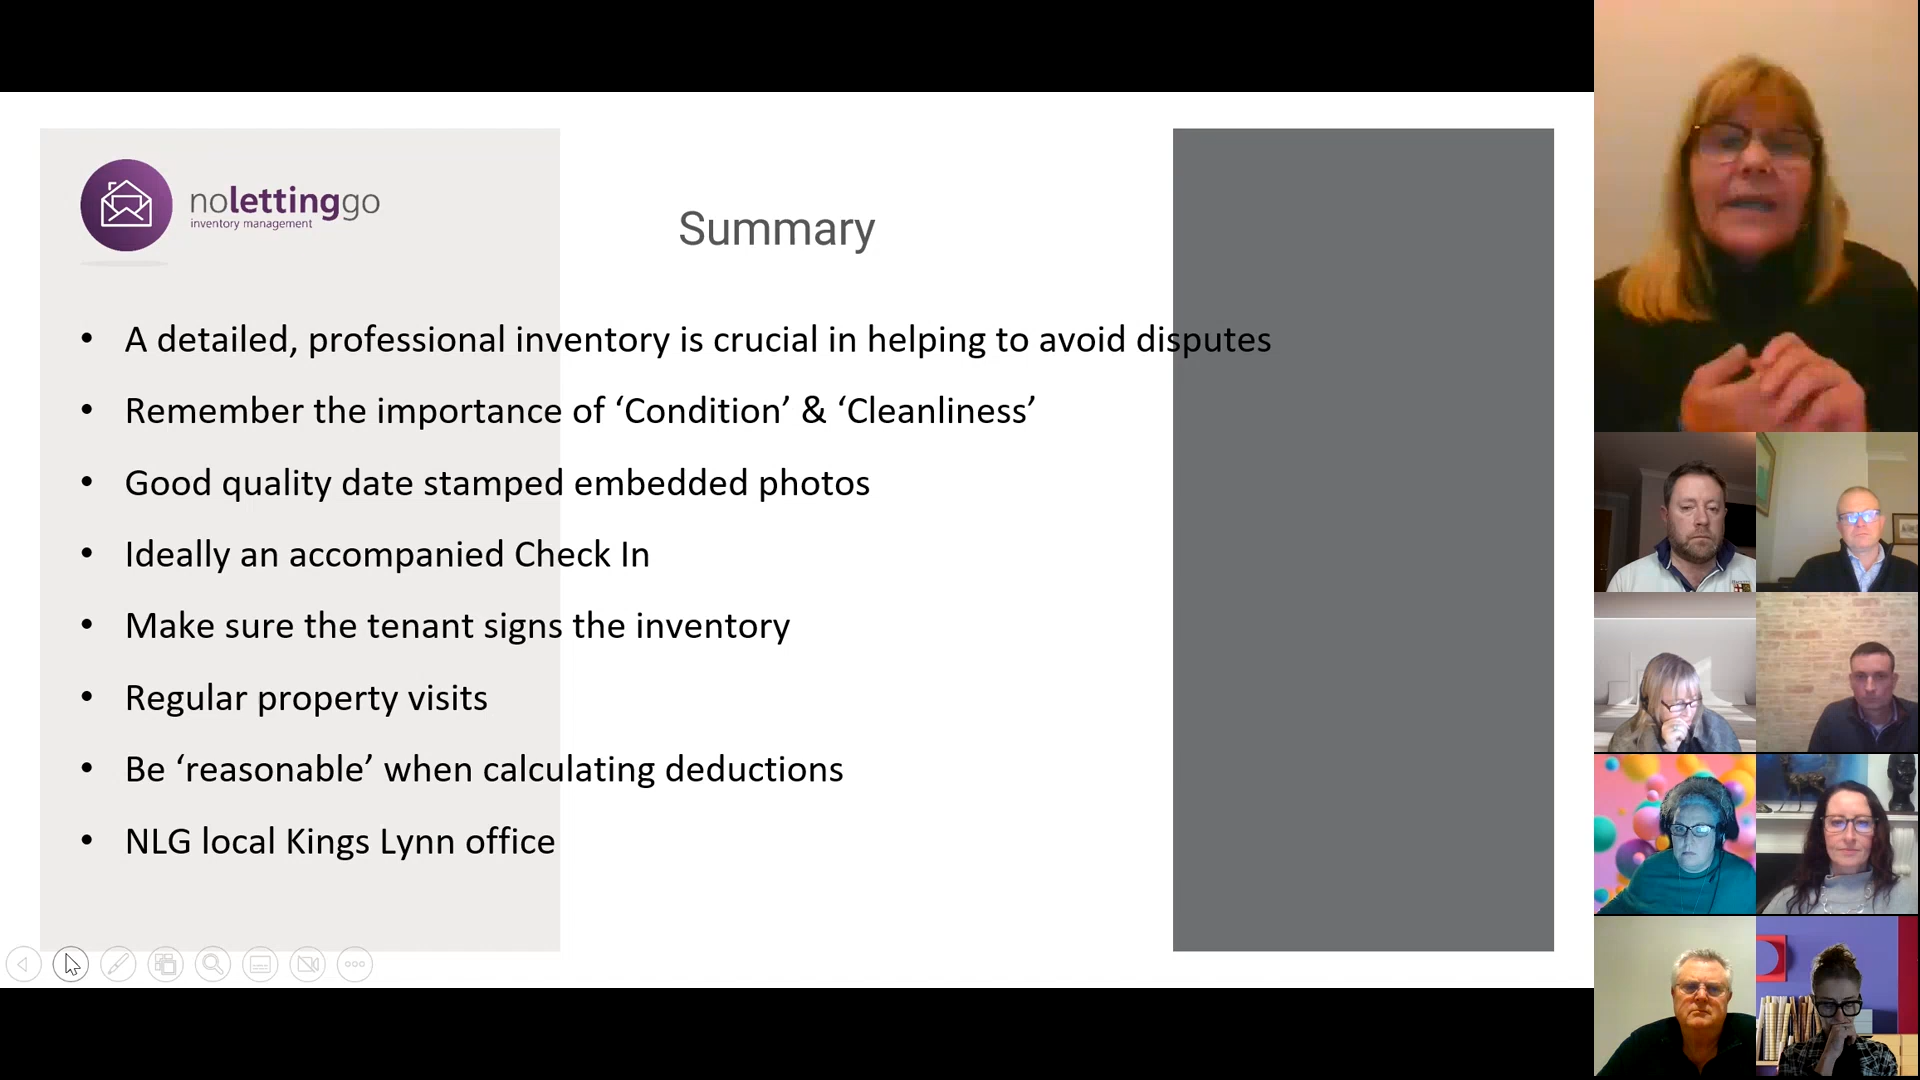 nolettinggo
inventory management
Summary
• A detailed, professional inventory is crucial in helping to avoid disputes
• Remember the importance of ‘Condition’ & ‘Cleanliness’
• Good quality date stamped embedded photos
• Ideally an accompanied Check In
• Make sure the tenant signs the inventory
• Regular property visits
• Be ‘reasonable’ when calculating deductions
• NLG local Kings Lynn office